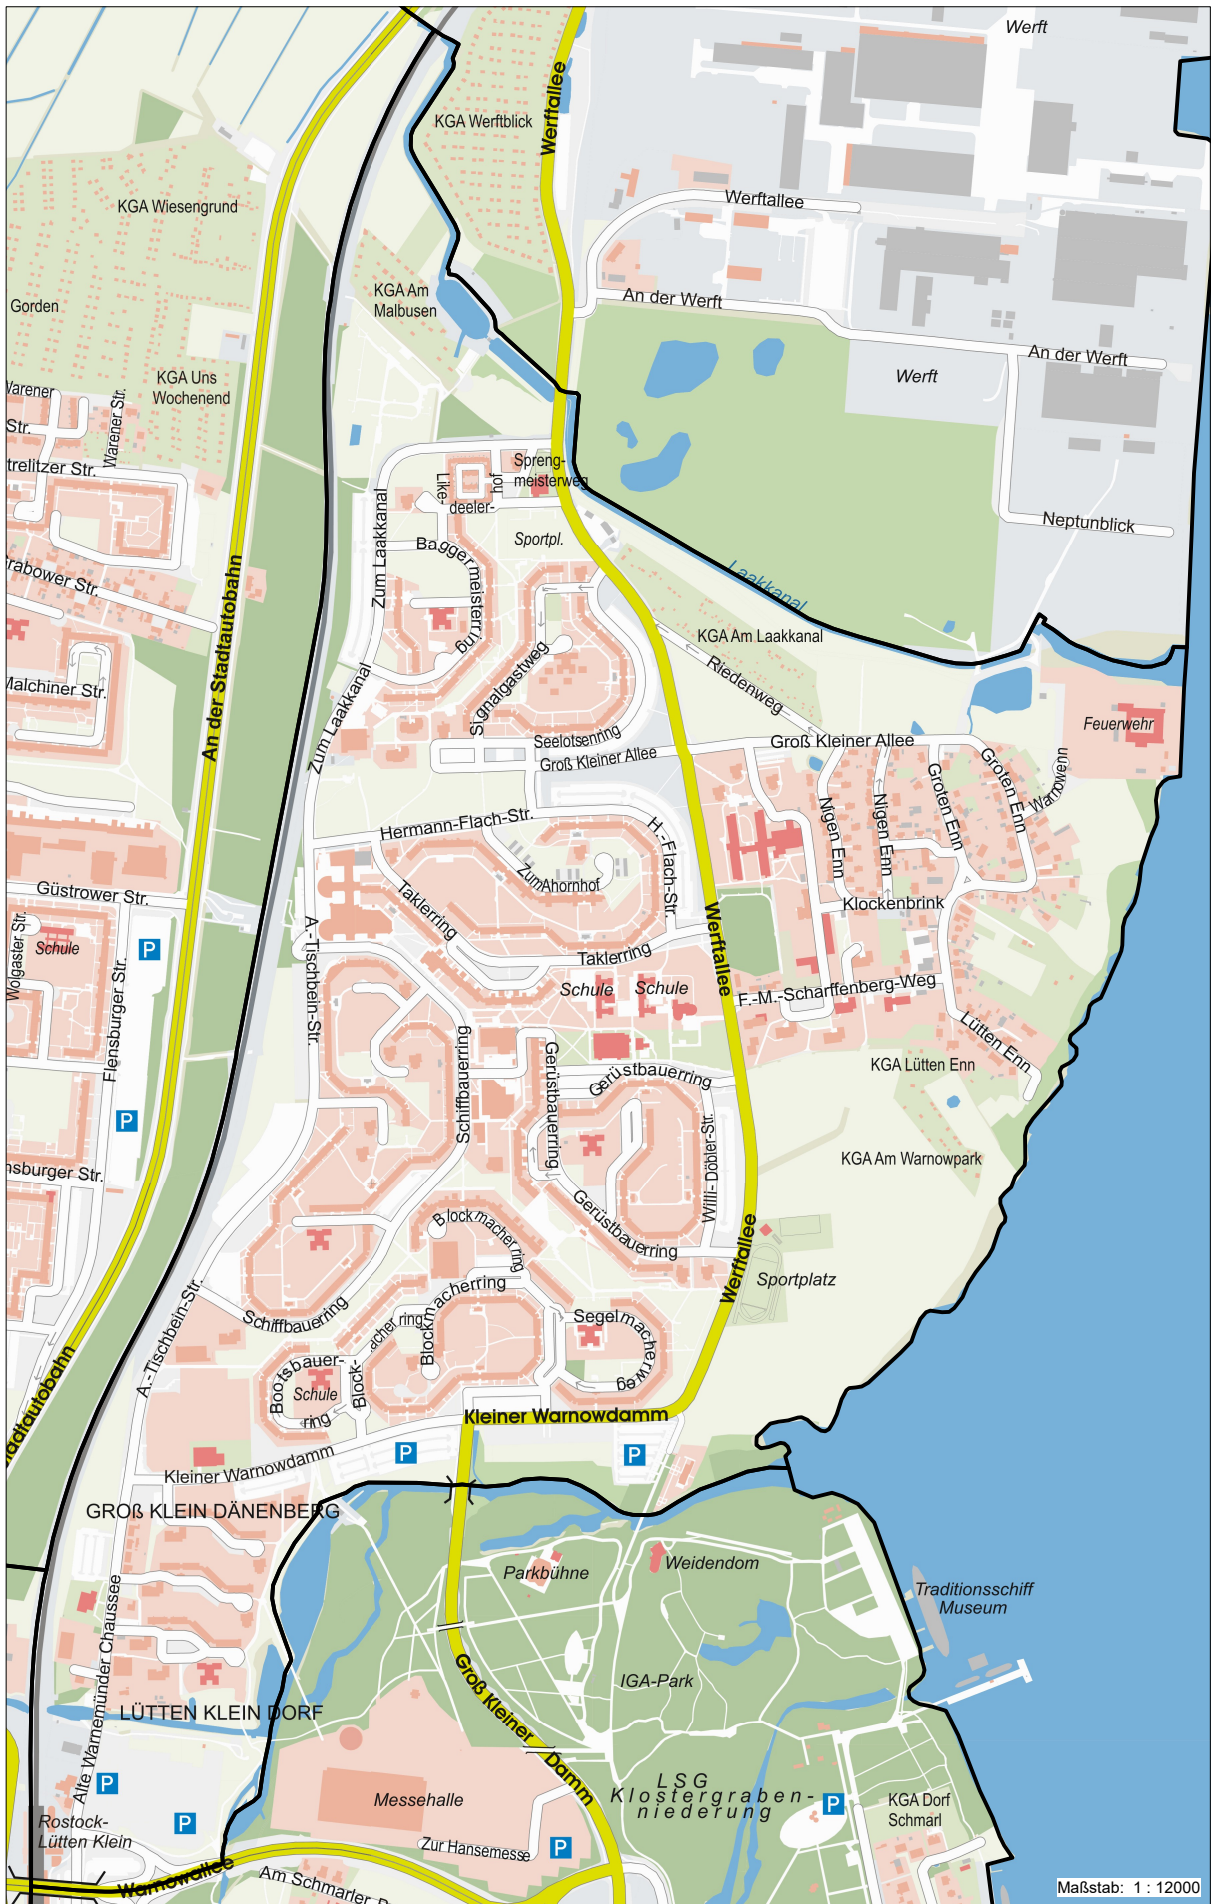 Werft
KGA Werftblick
Werftallee
KGA Wiesengrund
Werftallee
KGA Am
Malbusen
An der Werft
Gorden
An der Werft
KGA Uns
Wochenend
Werft
Warener
Str.
Warener Str.
Spreng-
meisterweg
Like-
deeler-
hof
Zum Laakkanal
Neptunblick
Sportpl.
Baggermeisterring
An der Stadtautobahn
Laakkanal
KGA Am Laakkanal
Riedenweg
Signalgastweg
Malchiner Str.
Zum Laakkanal
Seelotsenring
Groß Kleiner Allee
Groß Kleiner Allee
Feuerwehr
Groten Enn
Groten Enn
Warnowenn
Nigen Enn
Nigen Enn
Hermann-Flach-Str.
H.-Flach-Str.
Zum Ahornhof
Güstrower Str.
Taklerring
Klockenbrink
Wolgaster Str.
Schule
P
A.-Tischbein-Str.
Taklerring
Werftallee
Flensburger Str.
Schule
Schule
F.-M.-Scharffenberg-Weg
Lütten Enn
Schiffbauerring
Gerüstbauerring
Gerüstbauerring
KGA Lütten Enn
P
Willi-Döbler-Str.
KGA Am Warnowpark
Gerüstbauerring
Blockmacherring
Werftallee
Sportplatz
A.-Tischbein-Str.
Schiffbauerring
Blockmacherring
Segelmacherweg
Bootsbauer-
ring
Schule
Block-
Kleiner Warnowdamm
P
P
Kleiner Warnowdamm
GROß KLEIN DÄNENBERG
Parkbühne
Weidendom
Traditionsschiff
Museum
Alte Warnemünder Chaussee
IGA-Park
Groß Kleiner
Damm
LÜTTEN KLEIN DORF
LSG
Klostergraben-
niederung
P
Messehalle
P
KGA Dorf
Schmarl
Rostock-
Lütten Klein
P
Zur Hansemesse
P
Warnowallee
Am Schmarler
Maßstab: 1 : 12000